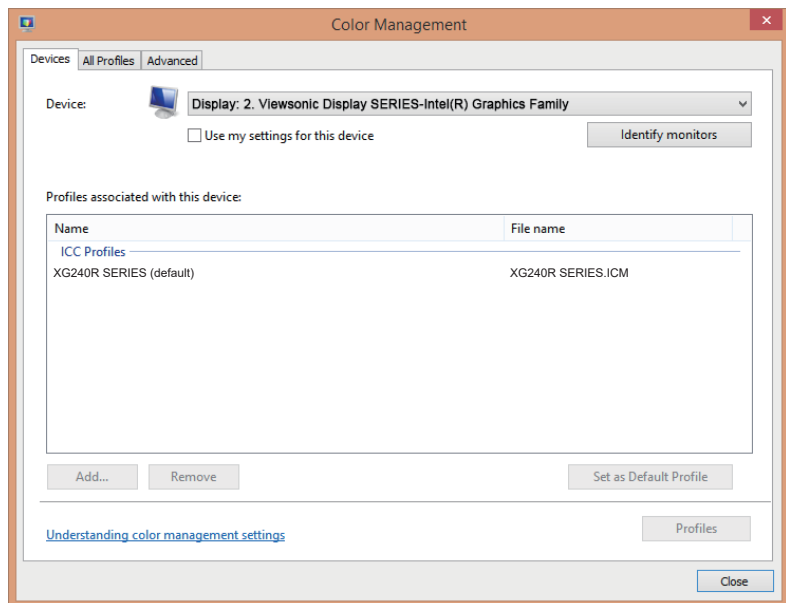 Color Management
Devices All Profiles Advanced
Device: Display: 2. Viewsonic Display SERIES-Intel(R) Graphics Family
Use my settings for this device Identify monitors
Profiles associated with this device:
Name File name
ICC Profiles
XG240R SERIES (default) XG240R SERIES.ICM
Add... Remove Set as Default Profile
Understanding color management settings Profiles
Close